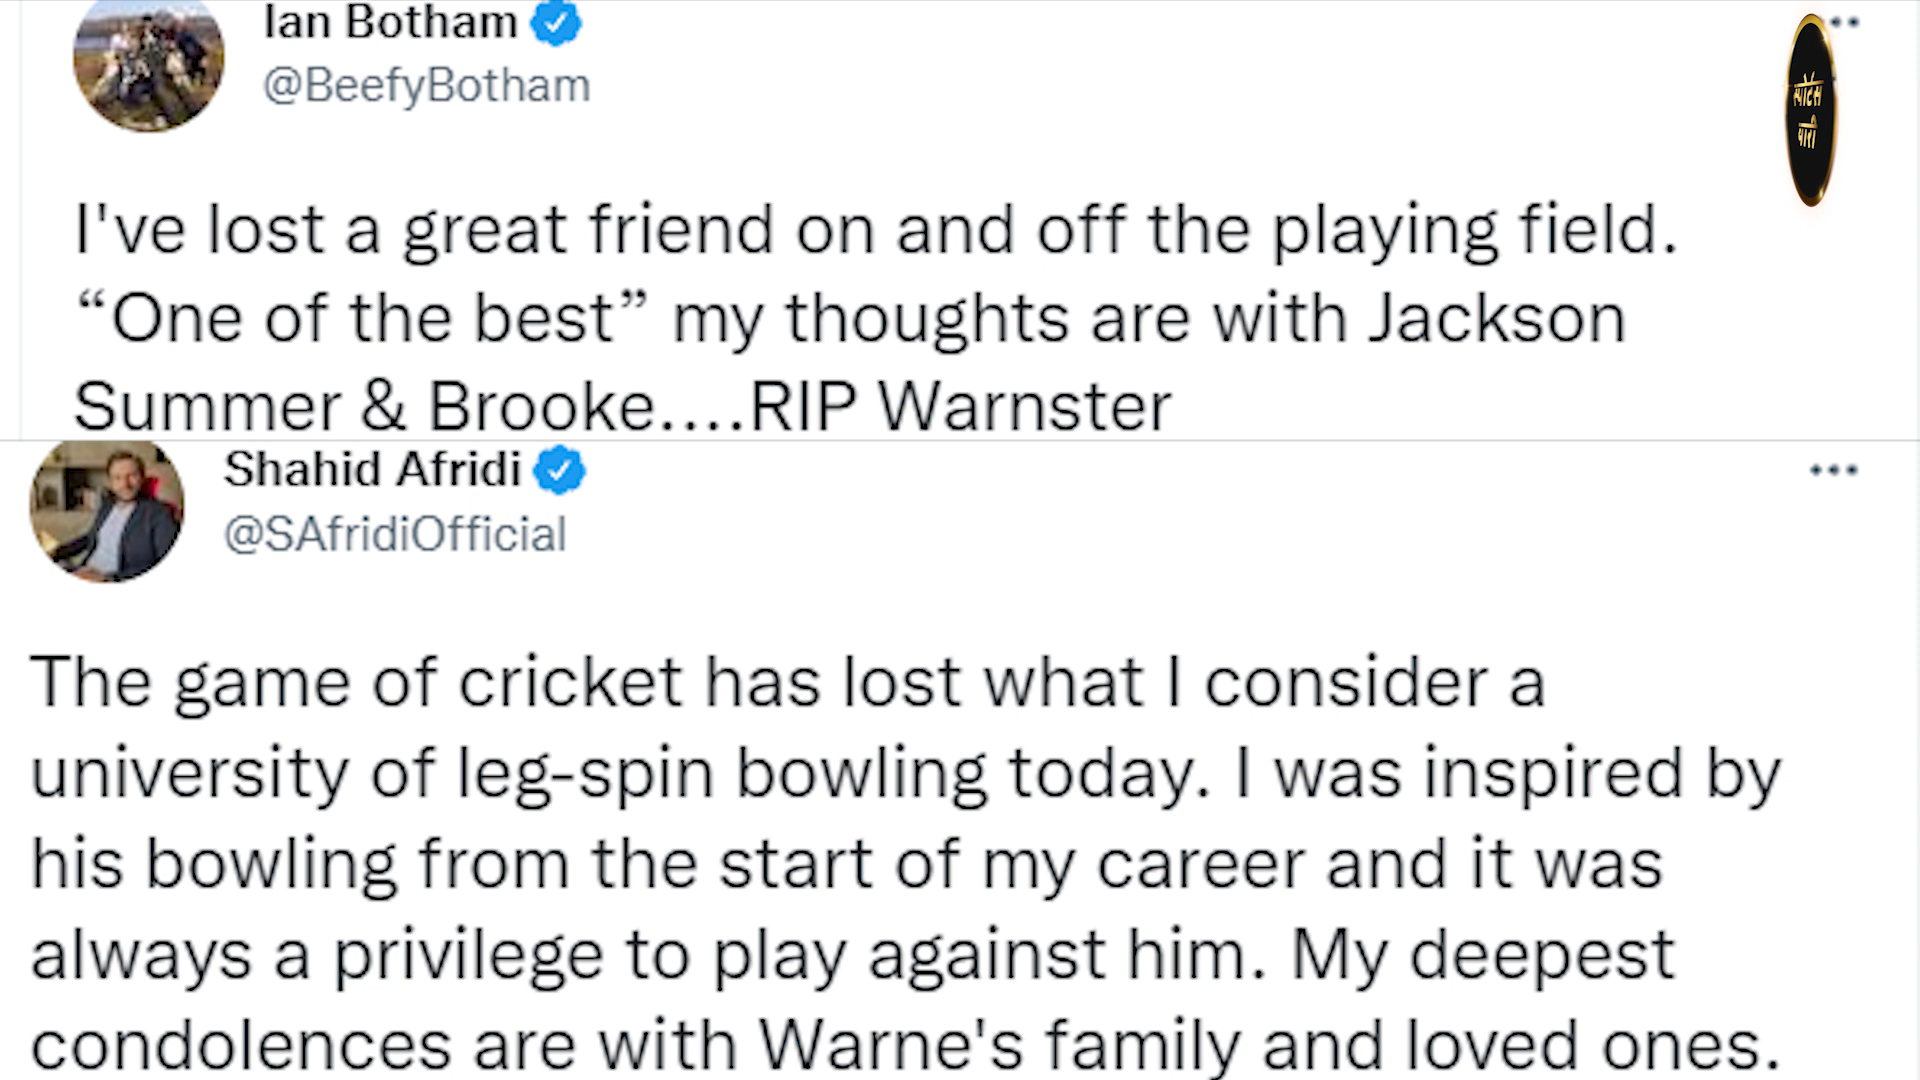 Ian Botham
@BeefyBotham
स्पोर्ट्स
यारी
I've lost a great friend on and off the playing field.
“One of the best” my thoughts are with Jackson
Summer & Brooke....RIP Warnster
Shahid Afridi
@SAfridiOfficial
The game of cricket has lost what I consider a
university of leg-spin bowling today. I was inspired by
his bowling from the start of my career and it was
always a privilege to play against him. My deepest
condolences are with Warne's family and loved ones.